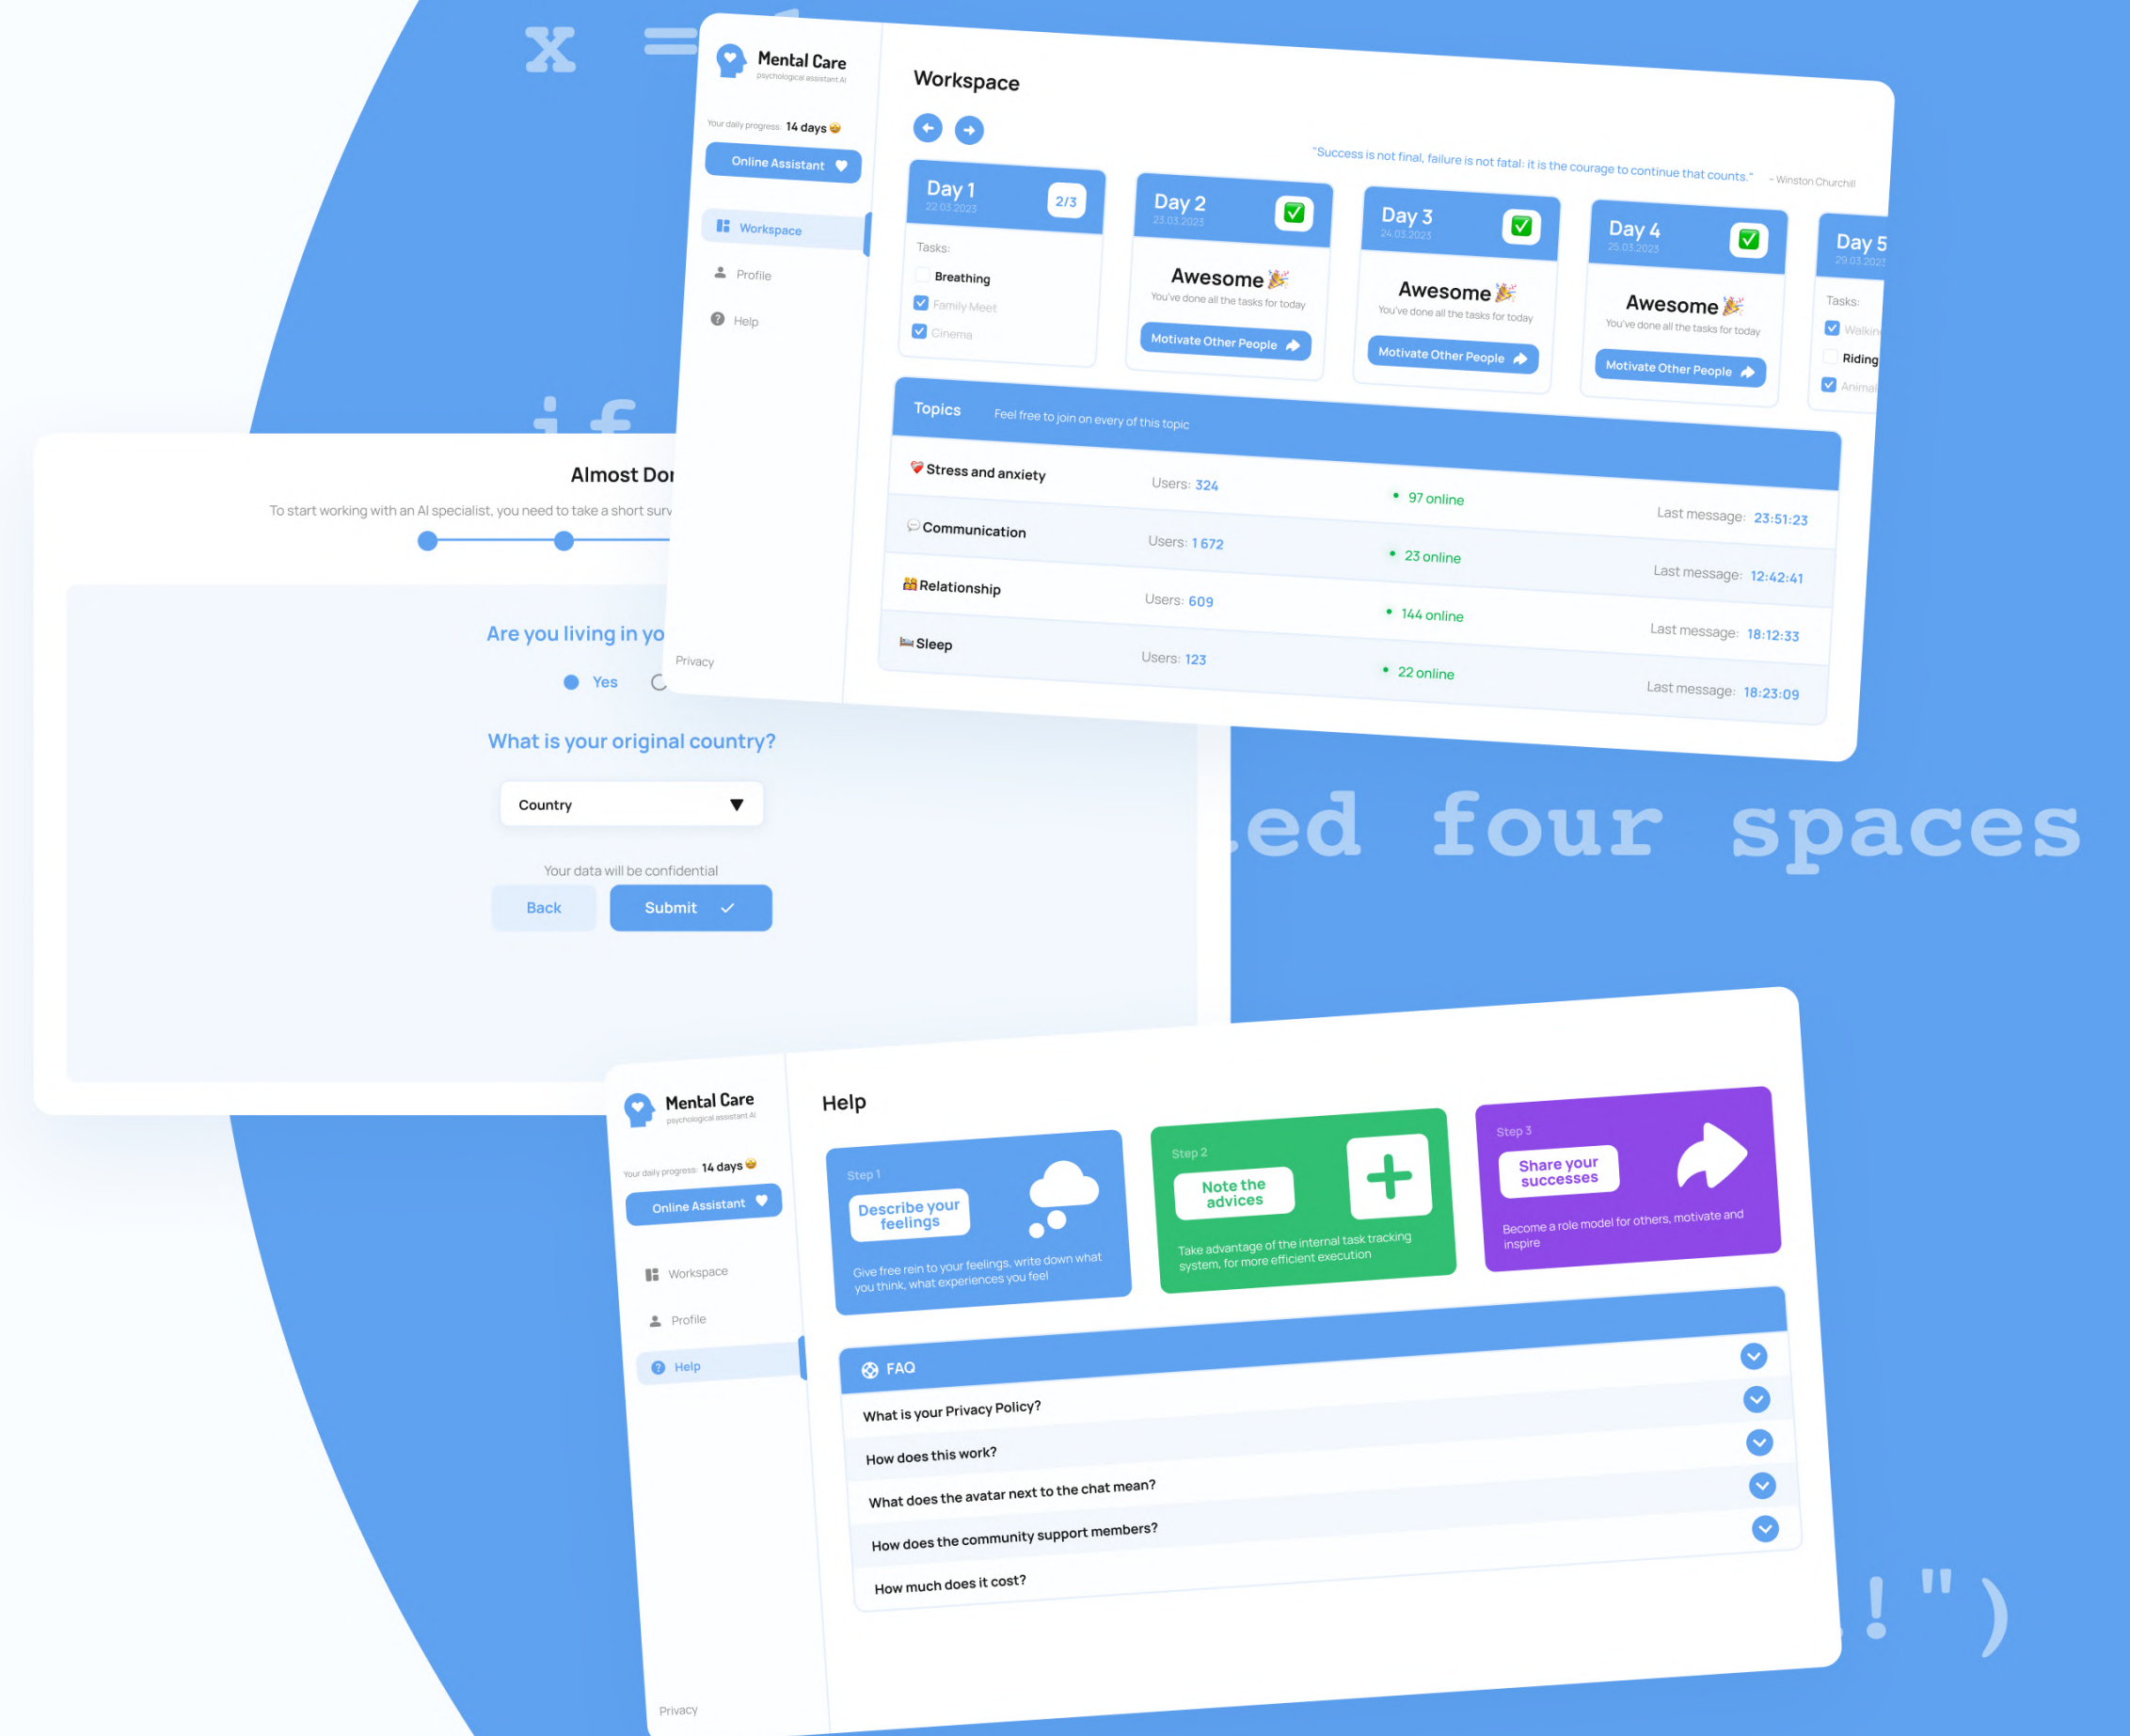 x =
if
Mental Care
psychological assistant AI
Your daily progress: 14 days 🤩
Online Assistant
Workspace
Profile
Help
Privacy
Workspace
"Success is not final, failure is not fatal: it is the courage to continue that counts." – Winston Churchill
Day 1
22.03.2023
2/3
Tasks:
Breathing
Family Meet
Cinema
Day 2
23.03.2023
✅
Awesome 🎉
You've done all the tasks for today
Motivate Other People
Day 3
24.03.2023
✅
Awesome 🎉
You've done all the tasks for today
Motivate Other People
Day 4
25.03.2023
✅
Awesome 🎉
You've done all the tasks for today
Motivate Other People
Day 5
29.03.2023
Tasks:
Riding
Animal
Topics Feel free to join on every of this topic
❤️‍🩹 Stress and anxiety Users: 324 • 97 online Last message: 23:51:23
💬 Communication Users: 1 672 • 23 online Last message: 12:42:41
👯 Relationship Users: 609 • 144 online Last message: 18:12:33
🛏️ Sleep Users: 123 • 22 online Last message: 18:23:09
Almost
To start working with an AI specialist, you need to take a short
Are you living in
Yes
What is your original country?
Country
Your data will be confidential
Back
Submit
four spaces
Mental Care
psychological assistant AI
Your daily progress: 14 days 🤩
Online Assistant
Workspace
Profile
Help
Privacy
Help
Step 1
Describe your
feelings
Give free rein to your feelings, write down what
you think, what experiences you feel
Step 2
Note the
advices
Take advantage of the internal task tracking
system, for more efficient execution
Step 3
Share your
successes
Become a role model for others, motivate and
inspire
FAQ
What is your Privacy Policy?
How does this work?
What does the avatar next to the chat mean?
How does the community support members?
How much does it cost?
!")